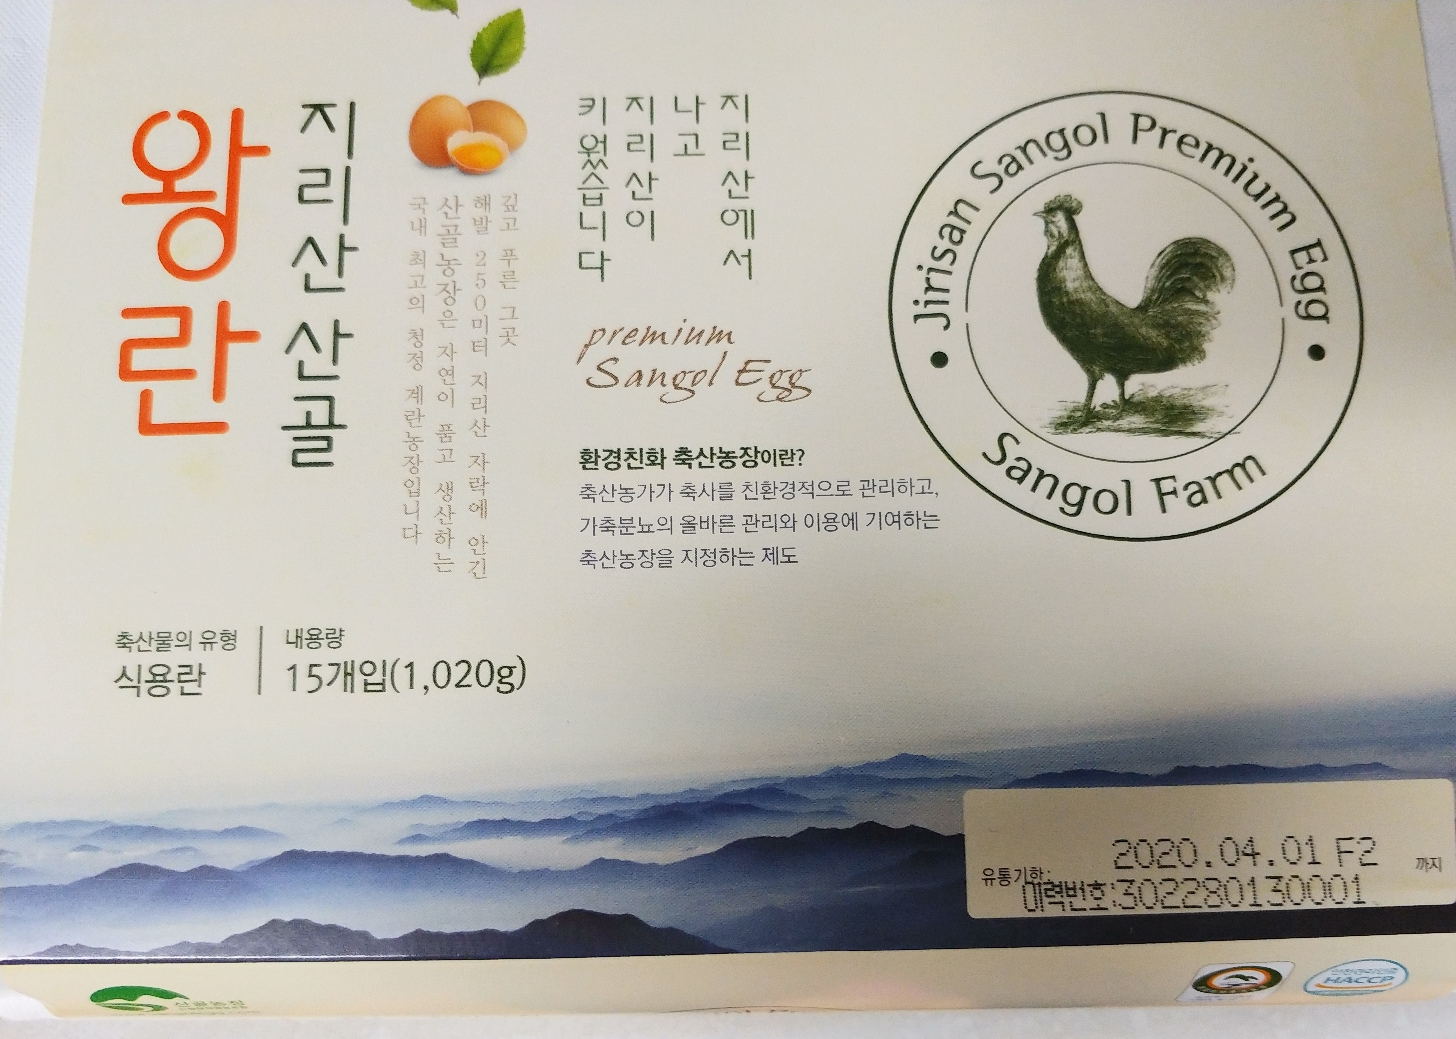 왕란
지리산 산골
깊고 푸른 그곳
해발 250미터 지리산 자락에 안긴
산골농장은 자연이 품고 생산하는
국내 최고의 청정 계란농장입니다
지리산에서
나고
지리산이
키웠습니다
premium
Sangol Egg
환경친화 축산농장이란?
축산농가가 축사를 친환경적으로 관리하고,
가축분뇨의 올바른 관리와 이용에 기여하는
축산농장을 지정하는 제도
Jirisan Sangol Premium Egg
Sangol Farm
축산물의 유형
식용란
내용량
15개입(1,020g)
유통기한: 2020.04.01 F2 까지
이력번호:302280130001
산골농장
HACCP